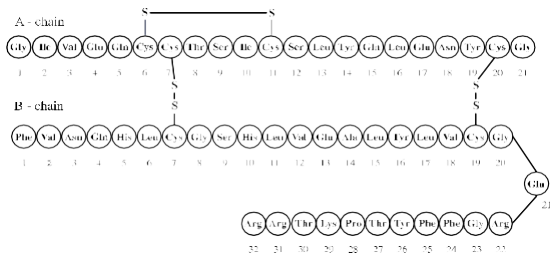 S S
A - chain
Gly Ile Val Glu Gln Cys Cys Thr Ser Ile Cys Ser Leu Tyr Gln Leu Glu Asn Tyr Cys Gly
1 2 3 4 5 6 7 8 9 10 11 12 13 14 15 16 17 18 19 20 21
S S
S S
B - chain
Phe Val Asn Gln His Leu Cys Gly Ser His Leu Val Glu Ala Leu Tyr Leu Val Cys Gly
1 2 3 4 5 6 7 8 9 10 11 12 13 14 15 16 17 18 19 20
Glu
21
Arg Arg Thr Lys Pro Thr Tyr Phe Phe Gly Arg
32 31 30 29 28 27 26 25 24 23 22